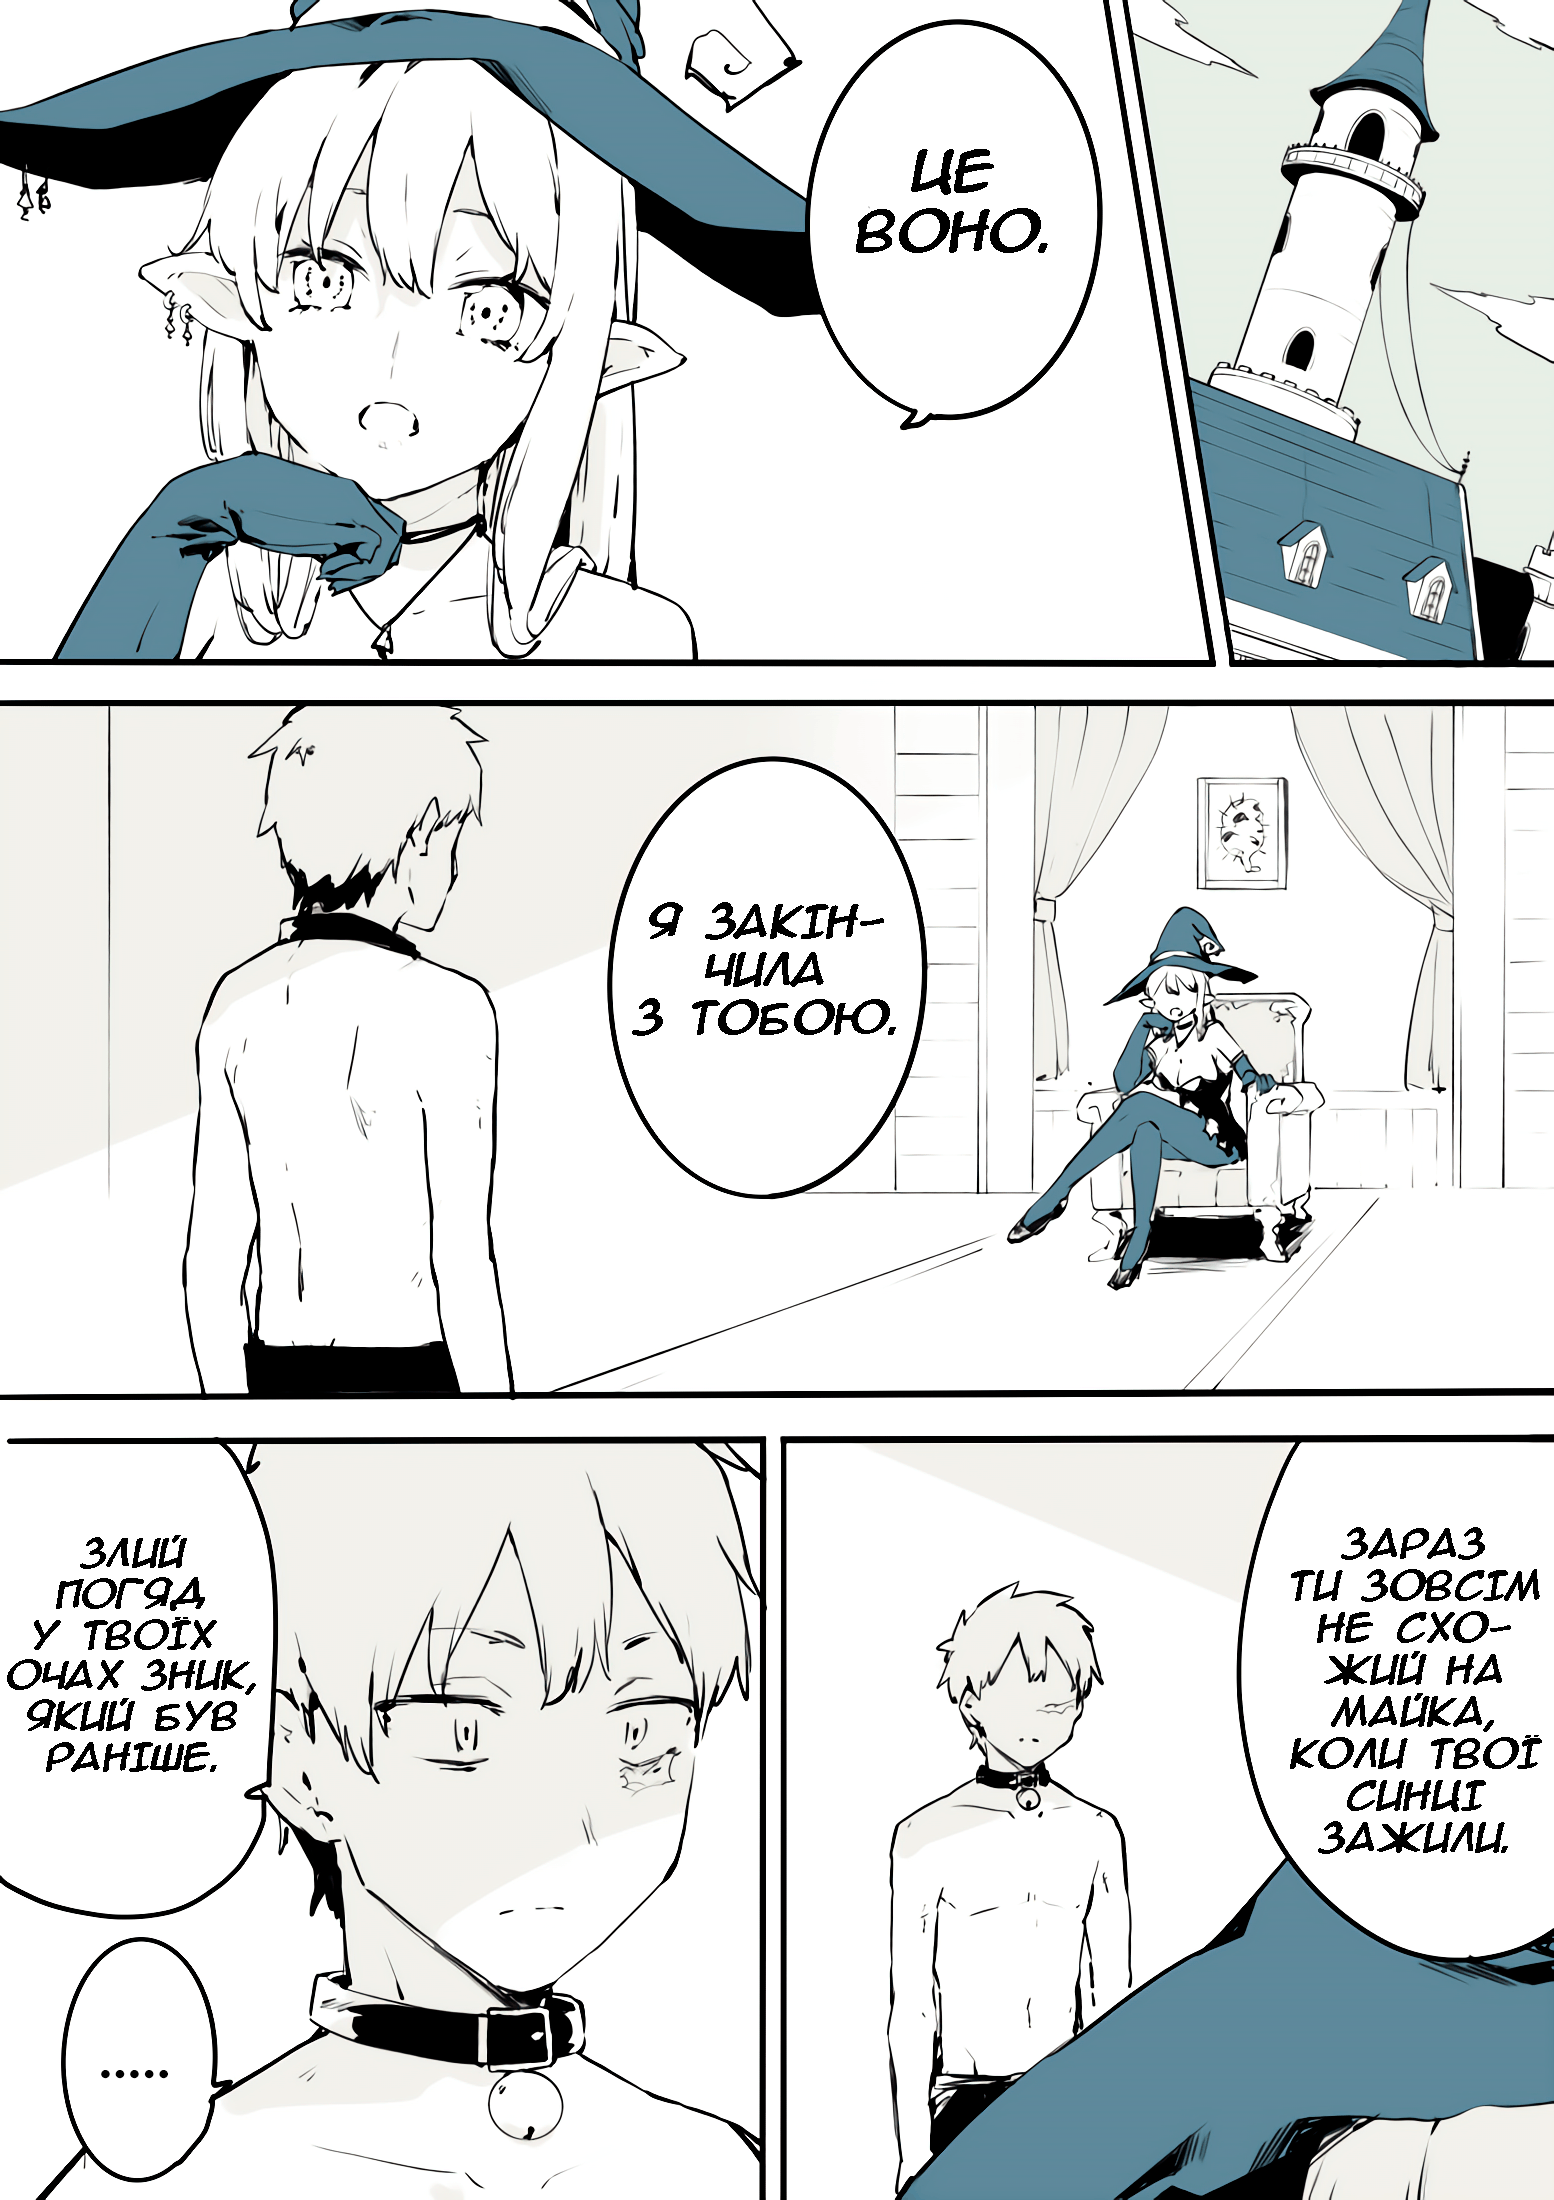 ЦЕ
ВОНО.
Я ЗАКІН-
ЧИЛА
З ТОБОЮ.
ЗАРАЗ
ТИ ЗОВСІМ
НЕ СХО-
ЖИЙ НА
МАЙКА,
КОЛИ ТВОЇ
СИНЦІ
ЗАЖИЛИ.
ЗЛИЙ
ПОГЯД
У ТВОЇХ
ОЧАХ ЗНИК,
ЯКИЙ БУВ
РАНІШЕ.
.....